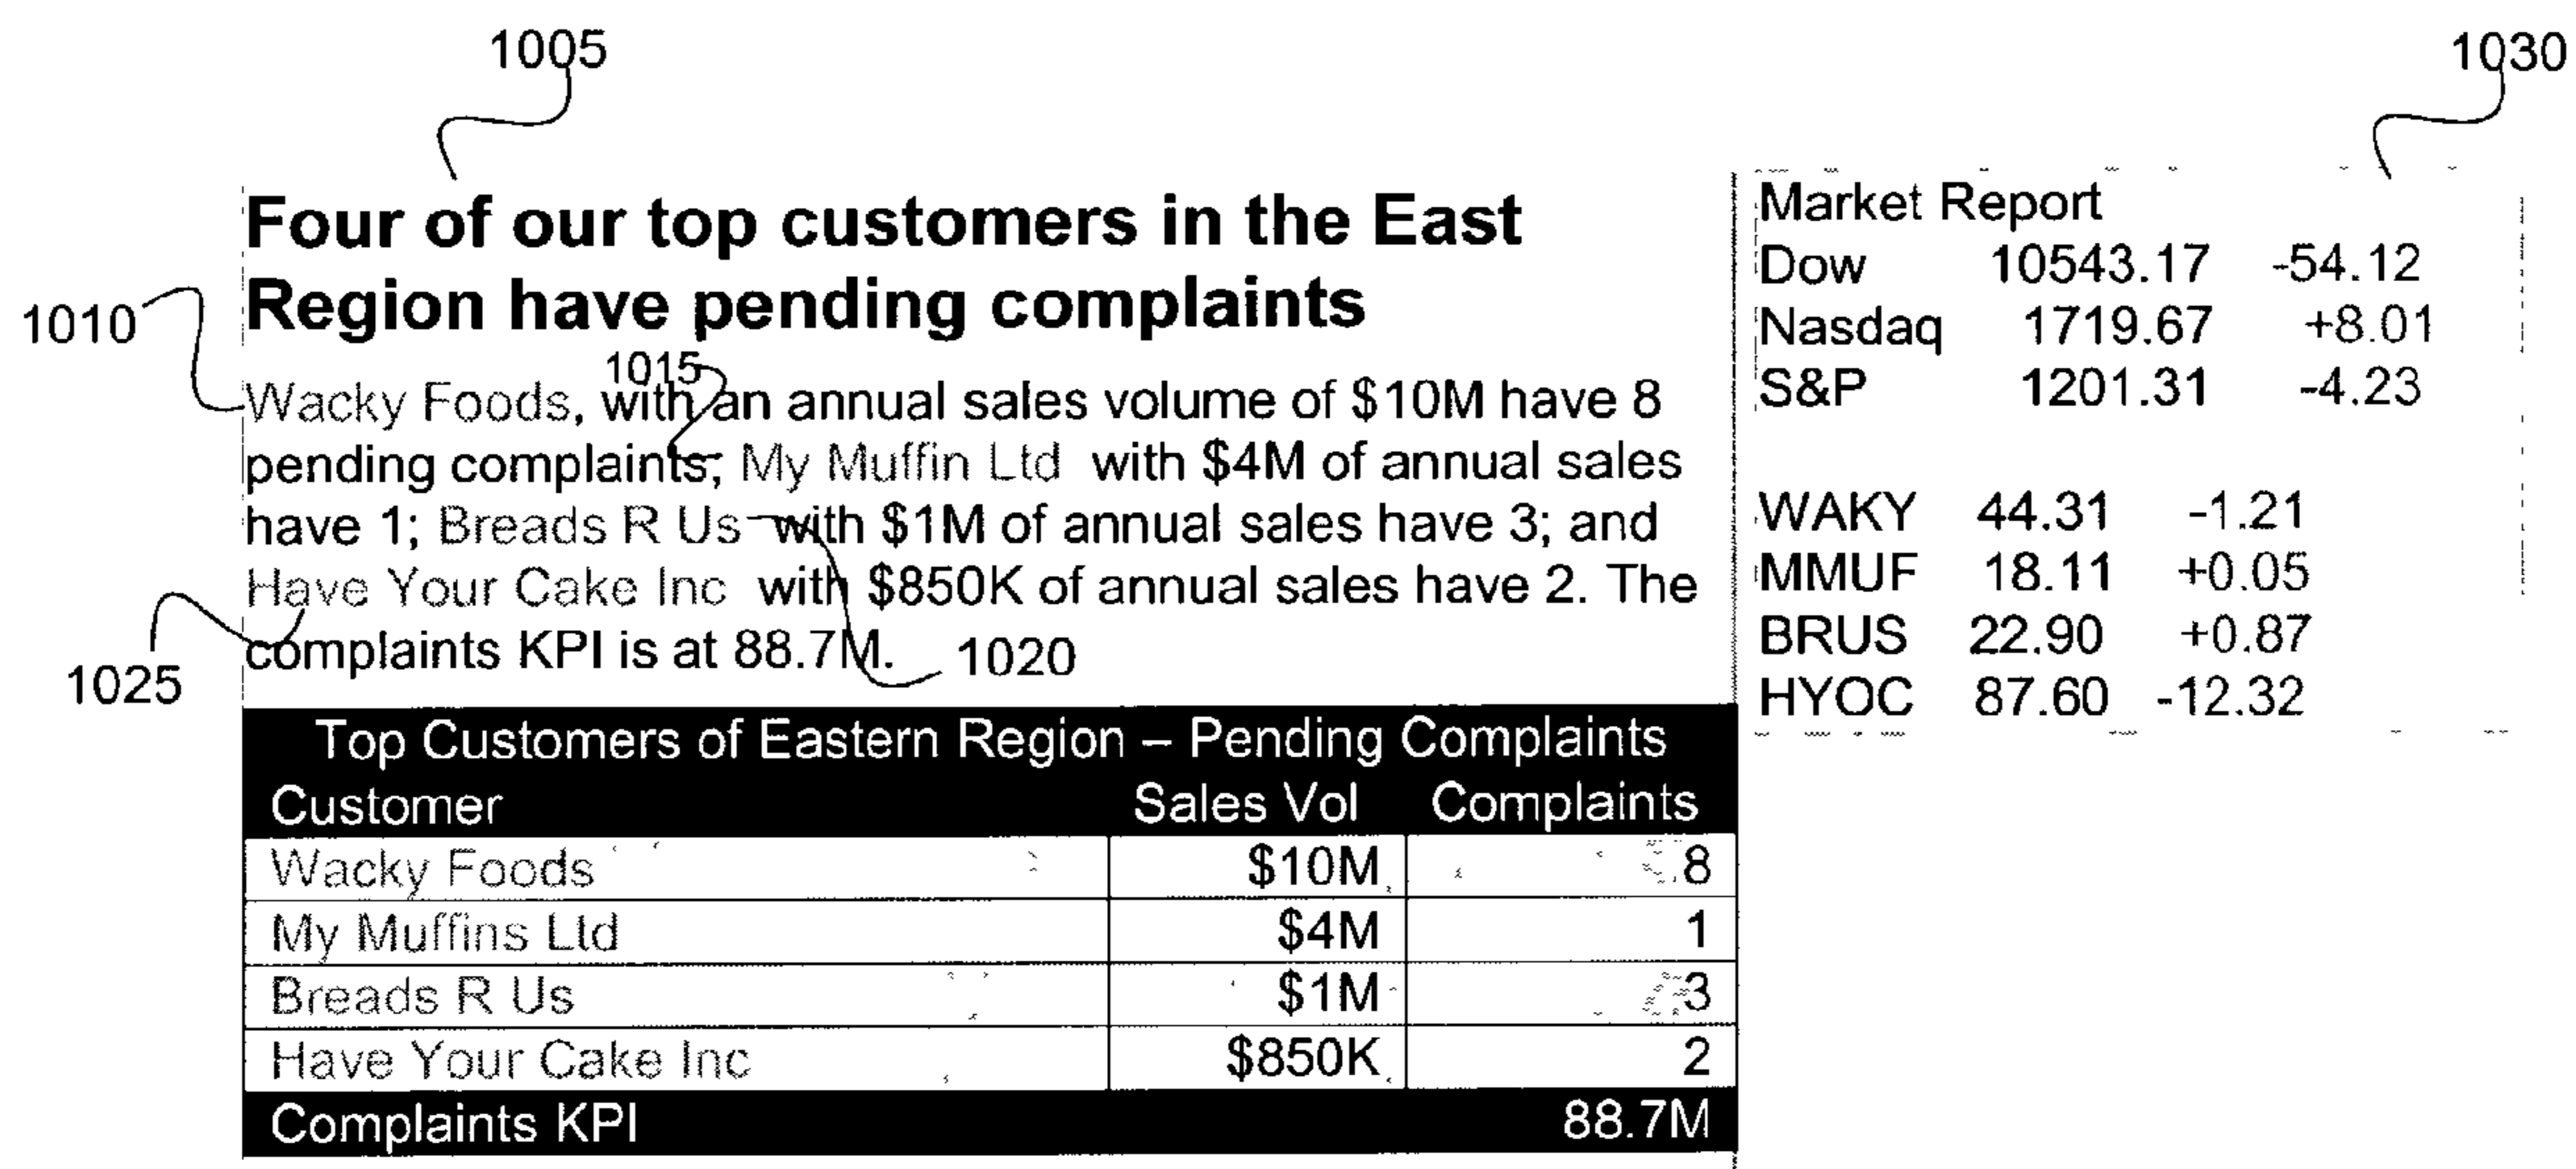 1005
1030
Four of our top customers in the East
Region have pending complaints
1010
1015
Wacky Foods, with an annual sales volume of $10M have 8
pending complaints; My Muffin Ltd with $4M of annual sales
have 1; Breads R Us with $1M of annual sales have 3; and
Have Your Cake Inc with $850K of annual sales have 2. The
complaints KPI is at 88.7M.
1020
1025
Top Customers of Eastern Region – Pending Complaints
Customer Sales Vol Complaints
Wacky Foods $10M 8
My Muffins Ltd $4M 1
Breads R Us $1M 3
Have Your Cake Inc $850K 2
Complaints KPI 88.7M
Market Report
Dow 10543.17 -54.12
Nasdaq 1719.67 +8.01
S&P 1201.31 -4.23
WAKY 44.31 -1.21
MMUF 18.11 +0.05
BRUS 22.90 +0.87
HYOC 87.60 -12.32